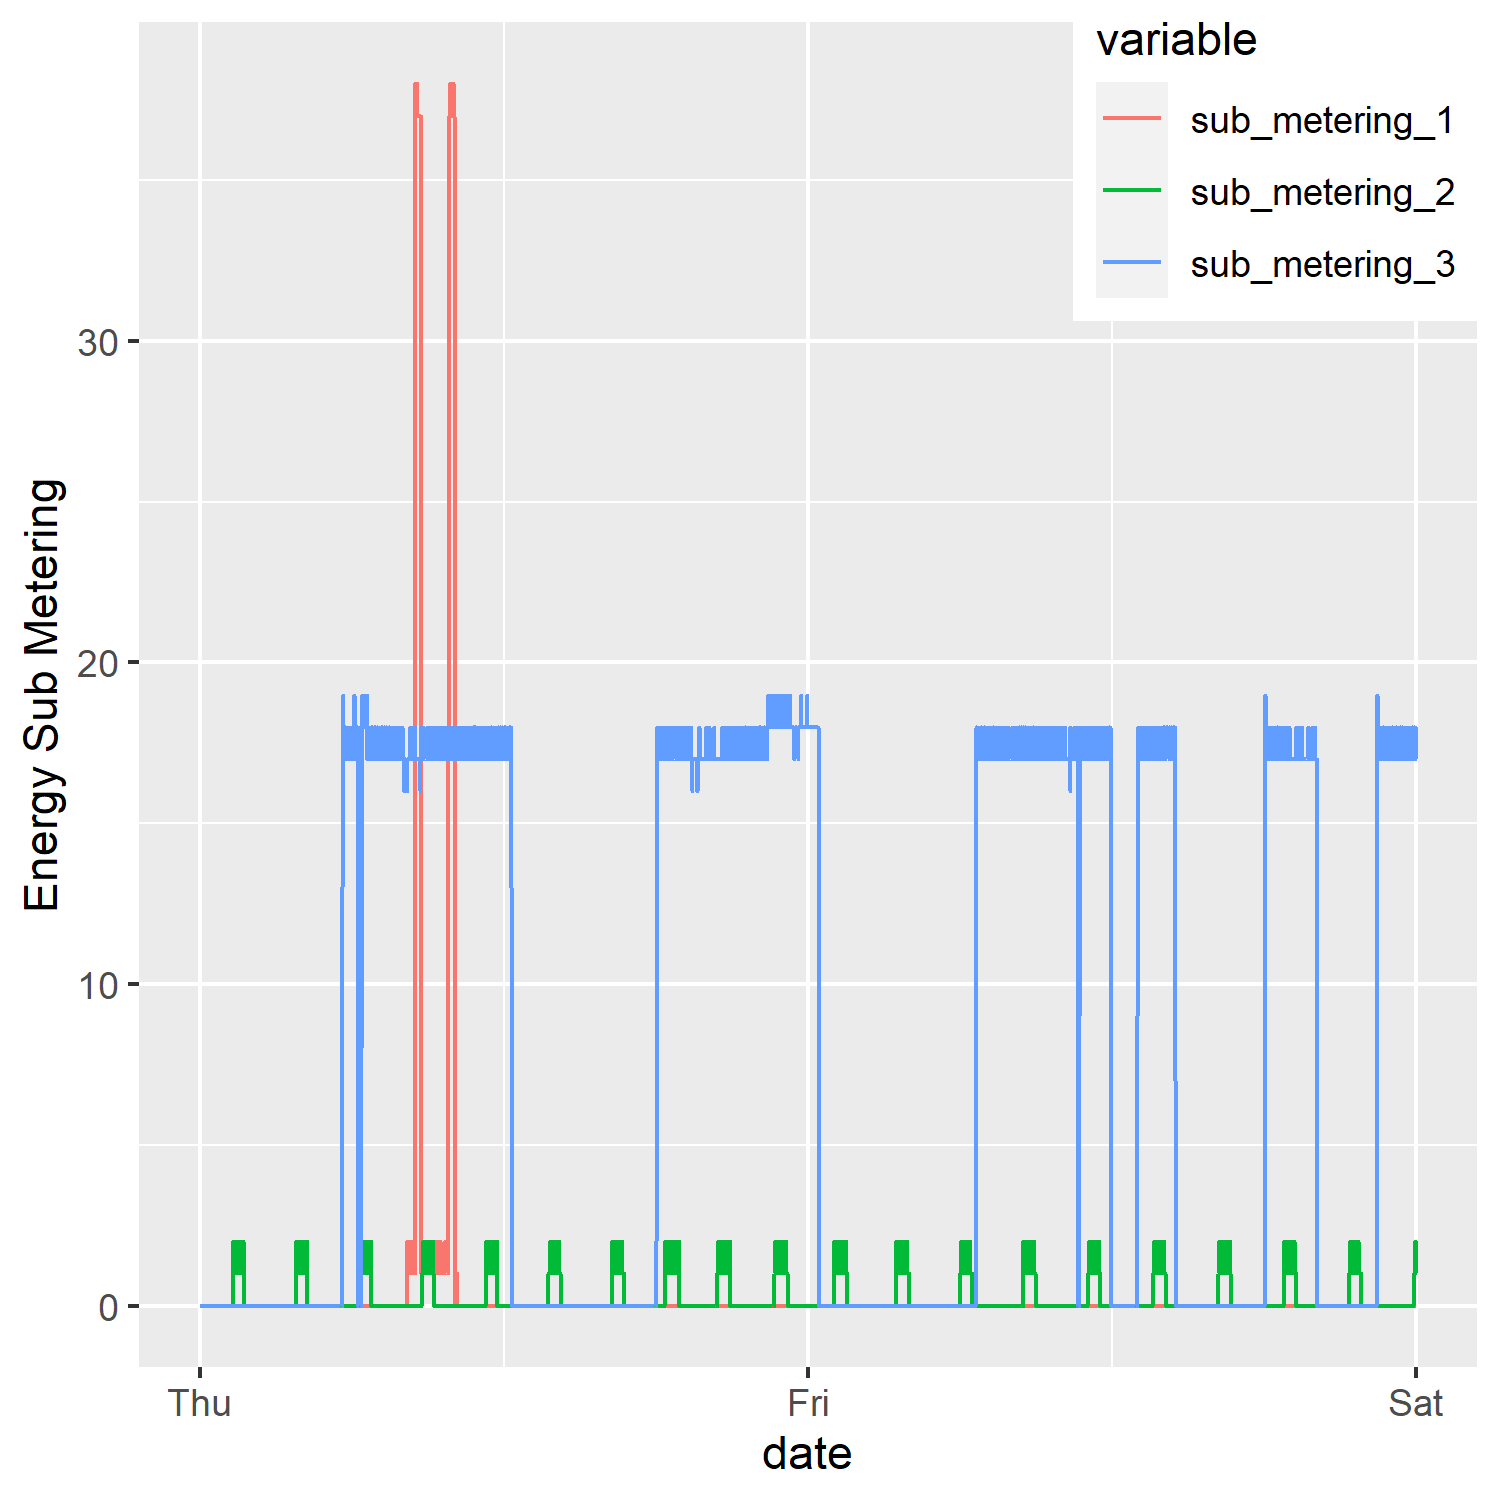 variable
sub_metering_1
sub_metering_2
sub_metering_3
Energy Sub Metering
30
20
10
0
Thu Fri Sat
date